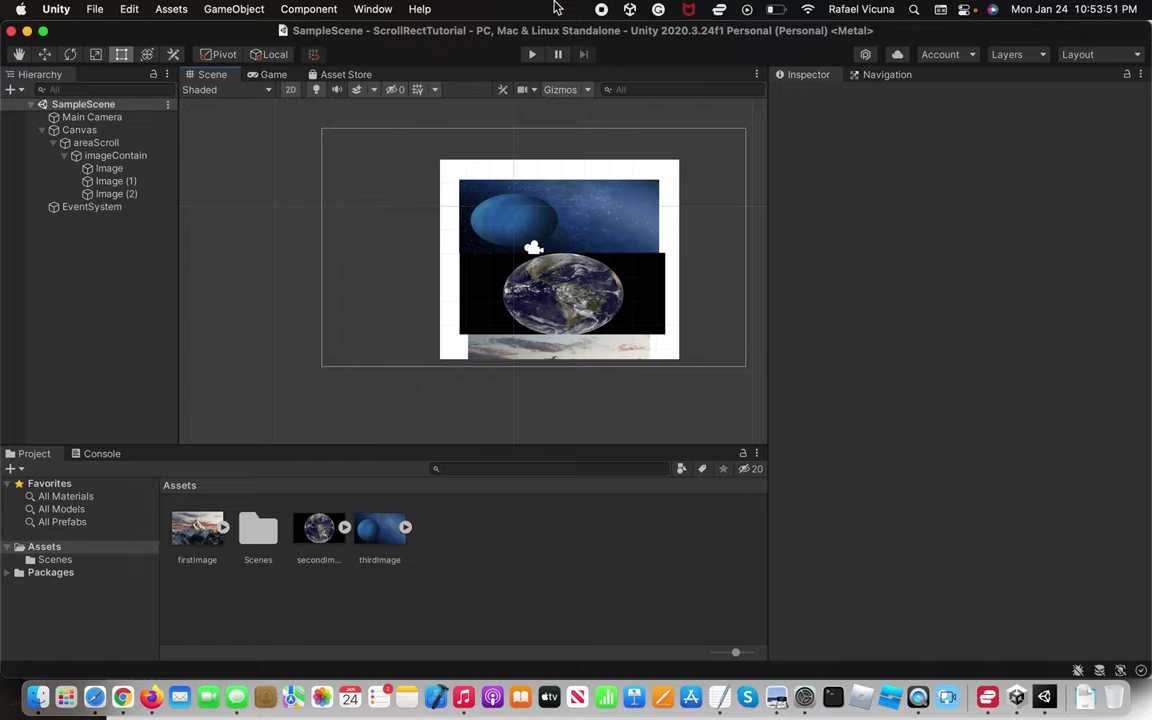 Unity File Edit Assets GameObject Component Window Help Rafael Vicuna Mon Jan 24 10:53:51 PM
SampleScene - ScrollRectTutorial - PC, Mac & Linux Standalone - Unity 2020.3.24f1 Personal (Personal) <Metal>
Pivot Local Account Layers Layout
Hierarchy Scene Game Asset Store Inspector Navigation
All Shaded 2D 0 Gizmos All
SampleScene
Main Camera
Canvas
areaScroll
imageContain
Image
Image (1)
Image (2)
EventSystem
Project Console
20
Favorites Assets
All Materials
All Models
All Prefabs
Assets
Scenes
Packages
firstImage Scenes secondIm... thirdImage
JAN
24
2